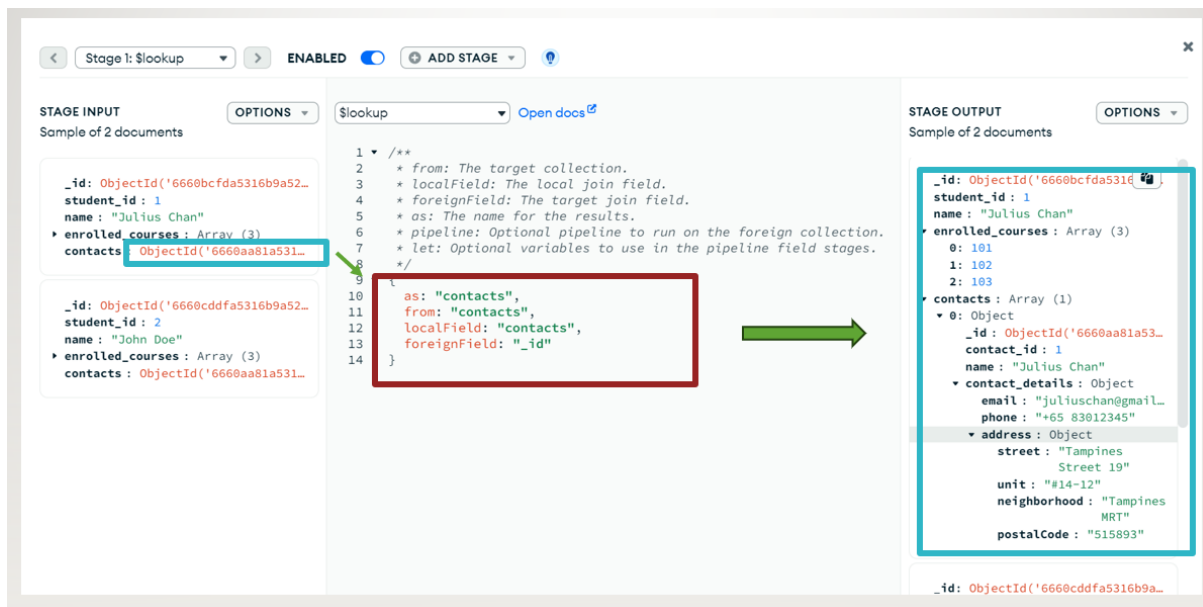 Stage 1: $lookup
ENABLED
ADD STAGE
STAGE INPUT
OPTIONS
Sample of 2 documents
_id: ObjectId('6660bcfda5316b9a52…
student_id : 1
name : "Julius Chan"
enrolled_courses : Array (3)
contacts : ObjectId('6660aa81a531…
_id: ObjectId('6660cddfa5316b9a52…
student_id : 2
name : "John Doe"
enrolled_courses : Array (3)
contacts : ObjectId('6660aa81a531…
$lookup
Open docs
1 /**
2 * from: The target collection.
3 * localField: The local join field.
4 * foreignField: The target join field.
5 * as: The name for the results.
6 * pipeline: Optional pipeline to run on the foreign collection.
7 * let: Optional variables to use in the pipeline field stages.
8 */
9 {
10 as: "contacts",
11 from: "contacts",
12 localField: "contacts",
13 foreignField: "_id"
14 }
STAGE OUTPUT
OPTIONS
Sample of 2 documents
_id: ObjectId('6660bcfda5316
student_id : 1
name : "Julius Chan"
enrolled_courses : Array (3)
0: 101
1: 102
2: 103
contacts : Array (1)
0: Object
_id : ObjectId('6660aa81a53…
contact_id : 1
name : "Julius Chan"
contact_details : Object
email : "juliuschan@gmail…
phone : "+65 83012345"
address : Object
street : "Tampines
Street 19"
unit : "#14-12"
neighborhood : "Tampines
MRT"
postalCode : "515893"
_id: ObjectId('6660cddfa5316b9a…